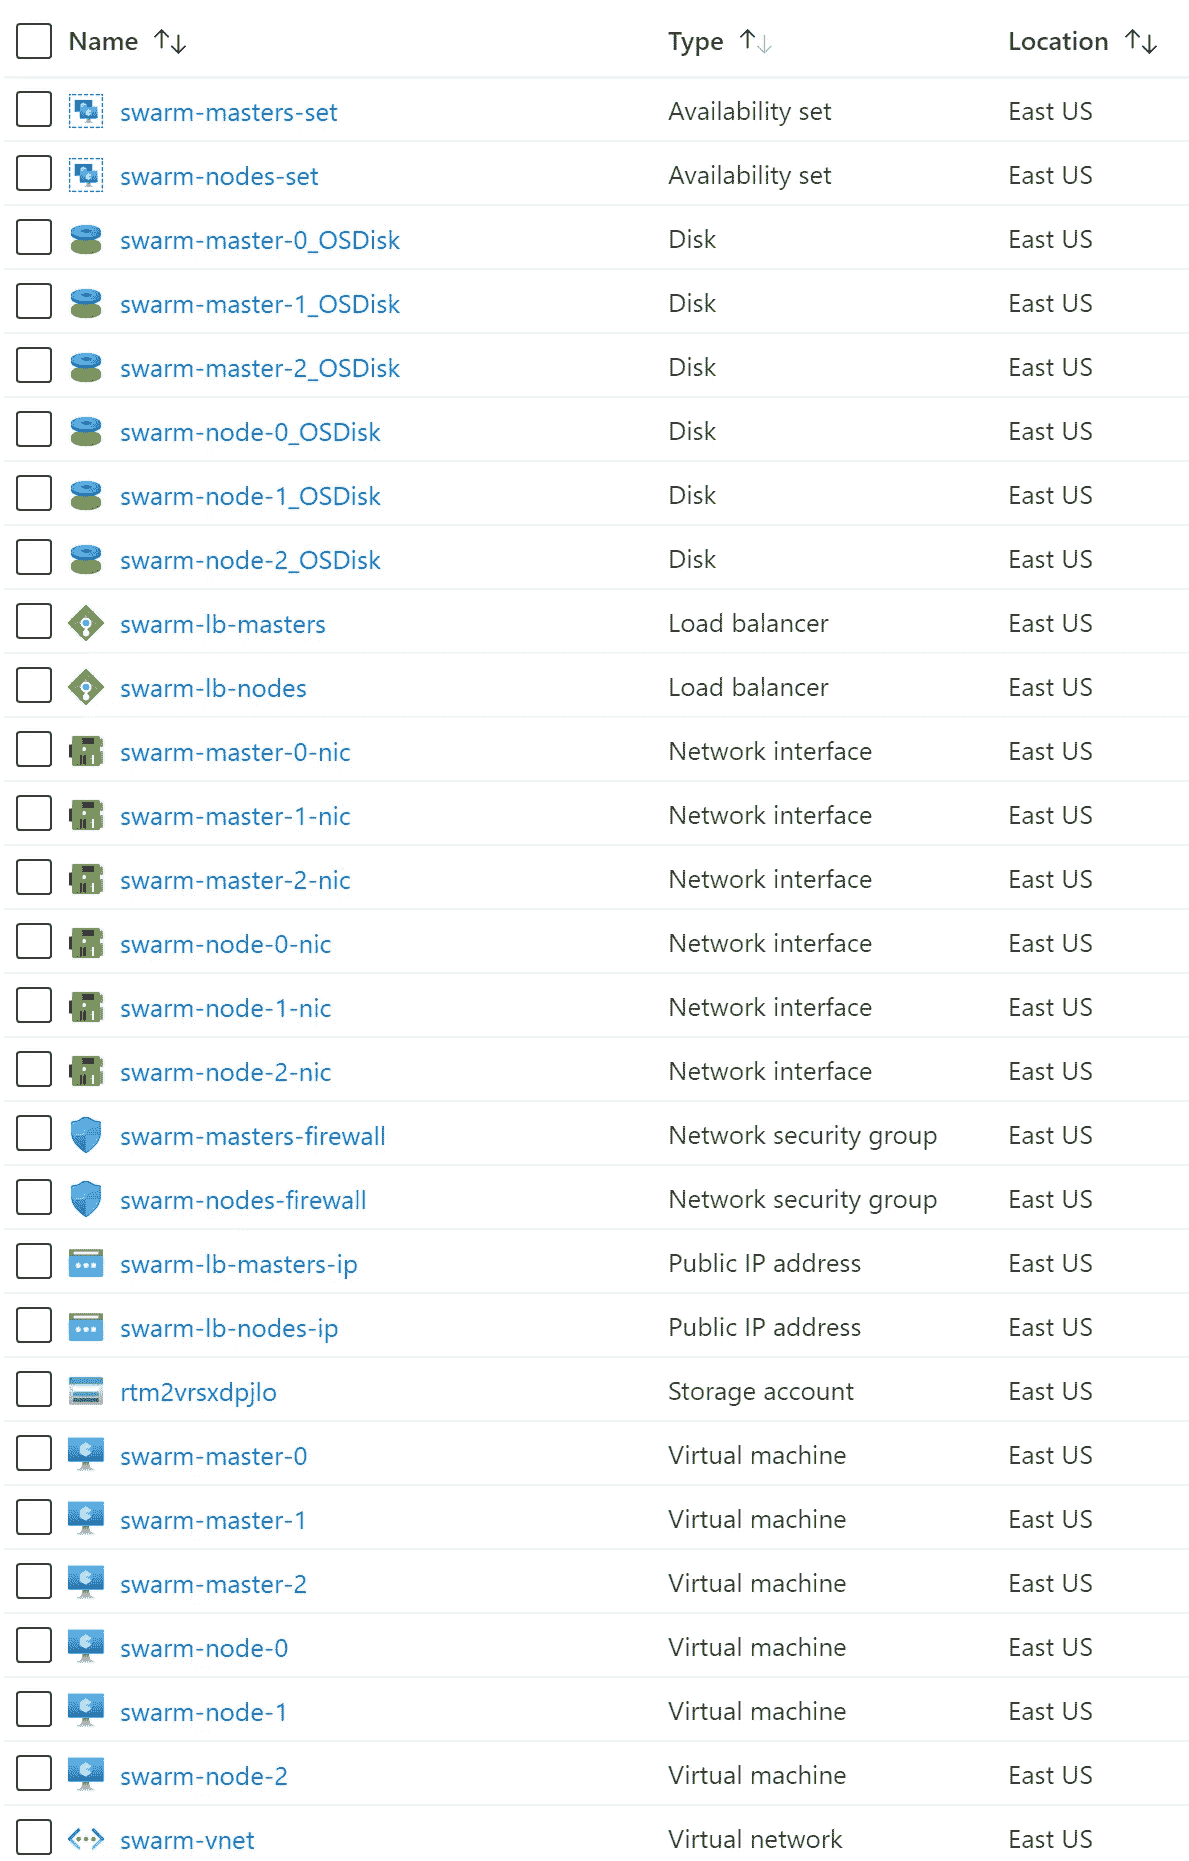 Name Type Location
swarm-masters-set Availability set East US
swarm-nodes-set Availability set East US
swarm-master-0_OSDisk Disk East US
swarm-master-1_OSDisk Disk East US
swarm-master-2_OSDisk Disk East US
swarm-node-0_OSDisk Disk East US
swarm-node-1_OSDisk Disk East US
swarm-node-2_OSDisk Disk East US
swarm-lb-masters Load balancer East US
swarm-lb-nodes Load balancer East US
swarm-master-0-nic Network interface East US
swarm-master-1-nic Network interface East US
swarm-master-2-nic Network interface East US
swarm-node-0-nic Network interface East US
swarm-node-1-nic Network interface East US
swarm-node-2-nic Network interface East US
swarm-masters-firewall Network security group East US
swarm-nodes-firewall Network security group East US
swarm-lb-masters-ip Public IP address East US
swarm-lb-nodes-ip Public IP address East US
rtm2vrsxdpjlo Storage account East US
swarm-master-0 Virtual machine East US
swarm-master-1 Virtual machine East US
swarm-master-2 Virtual machine East US
swarm-node-0 Virtual machine East US
swarm-node-1 Virtual machine East US
swarm-node-2 Virtual machine East US
swarm-vnet Virtual network East US